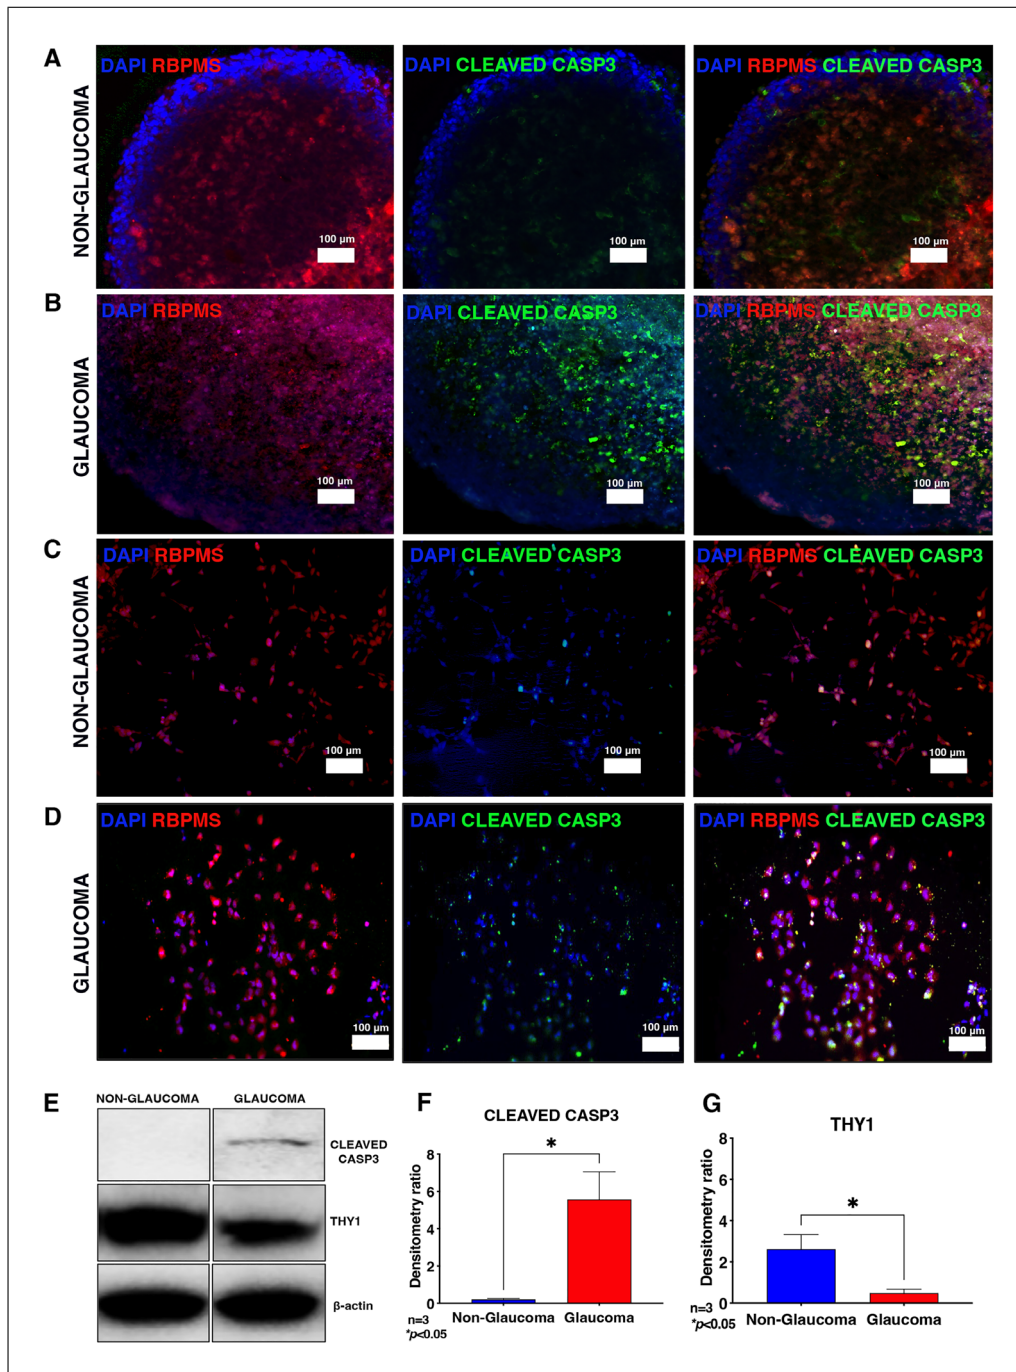 A
NON-GLAUCOMA
DAPI RBPMS
100 µm
DAPI CLEAVED CASP3
100 µm
DAPI RBPMS CLEAVED CASP3
100 µm
B
GLAUCOMA
DAPI RBPMS
100 µm
DAPI CLEAVED CASP3
100 µm
DAPI RBPMS CLEAVED CASP3
100 µm
C
NON-GLAUCOMA
DAPI RBPMS
100 µm
DAPI CLEAVED CASP3
100 µm
DAPI RBPMS CLEAVED CASP3
100 µm
D
GLAUCOMA
DAPI RBPMS
100 µm
DAPI CLEAVED CASP3
100 µm
DAPI RBPMS CLEAVED CASP3
100 µm
E
NON-GLAUCOMA GLAUCOMA
CLEAVED
CASP3
THY1
β-actin
F
CLEAVED CASP3
*
Densitometry ratio
8
6
4
2
0
Non-Glaucoma Glaucoma
n=3
*p<0.05
G
THY1
*
Densitometry ratio
8
6
4
2
0
Non-Glaucoma Glaucoma
n=3
*p<0.05